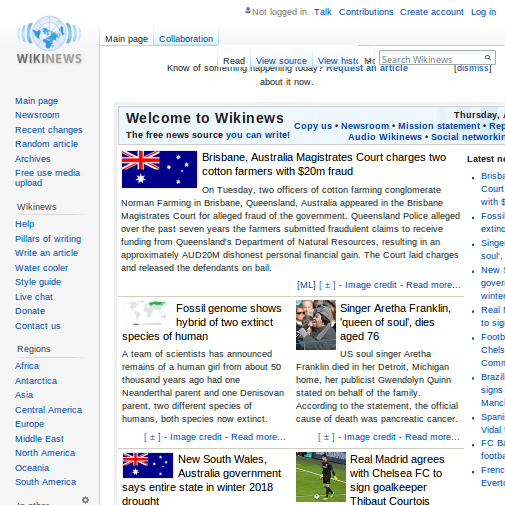 Not logged in Talk Contributions Create account Log in
Main page Collaboration
Read View source View history
Search Wikinews
Know of something happening today? Request an article
about it now.
[dismiss]
WIKINEWS
Main page
Newsroom
Recent changes
Random article
Archives
Free use media
upload
Wikinews
Help
Pillars of writing
Write an article
Water cooler
Style guide
Live chat
Donate
Contact us
Regions
Africa
Antarctica
Asia
Central America
Europe
Middle East
North America
Oceania
South America
In other
Welcome to Wikinews
The free news source you can write!
Thursday,
Copy us • Newsroom • Mission statement •
Audio Wikinews • Social networkin
Brisbane, Australia Magistrates Court charges two
cotton farmers with $20m fraud
On Tuesday, two officers of cotton farming conglomerate
Norman Farming in Brisbane, Queensland, Australia appeared in the Brisbane
Magistrates Court for alleged fraud of the government. Queensland Police alleged
over the past seven years the farmers submitted fraudulent claims to receive
funding from Queensland's Department of Natural Resources, resulting in an
approximately AUD20M dishonest personal financial gain. The Court laid charges
and released the defendants on bail.
[ML] [ ± ] - Image credit - Read more...
Fossil genome shows
hybrid of two extinct
species of human
A team of scientists has announced
remains of a human girl from about 50
thousand years ago had one
Neanderthal parent and one Denisovan
parent, two different species of
humans, both species now extinct.
[ ± ] - Image credit - Read more...
Singer Aretha Franklin,
'queen of soul', dies
aged 76
US soul singer Aretha
Franklin died in her Detroit, Michigan
home, her publicist Gwendolyn Quinn
stated on behalf of the family.
According to the statement, the official
cause of death was pancreatic cancer.
[ ± ] - Image credit - Read more...
New South Wales,
Australia government
says entire state in winter 2018
drought
Real Madrid agrees
with Chelsea FC to
sign goalkeeper
Thibaut Courtois
Latest ne
Brisba
Court
with $
Fossil
extinc
Singer
soul',
New S
gover
winter
Real M
to sig
Footb
Chels
Comm
Brazil
signs
Manch
Spani
Vidal
FC Ba
footba
Frenc
Everto